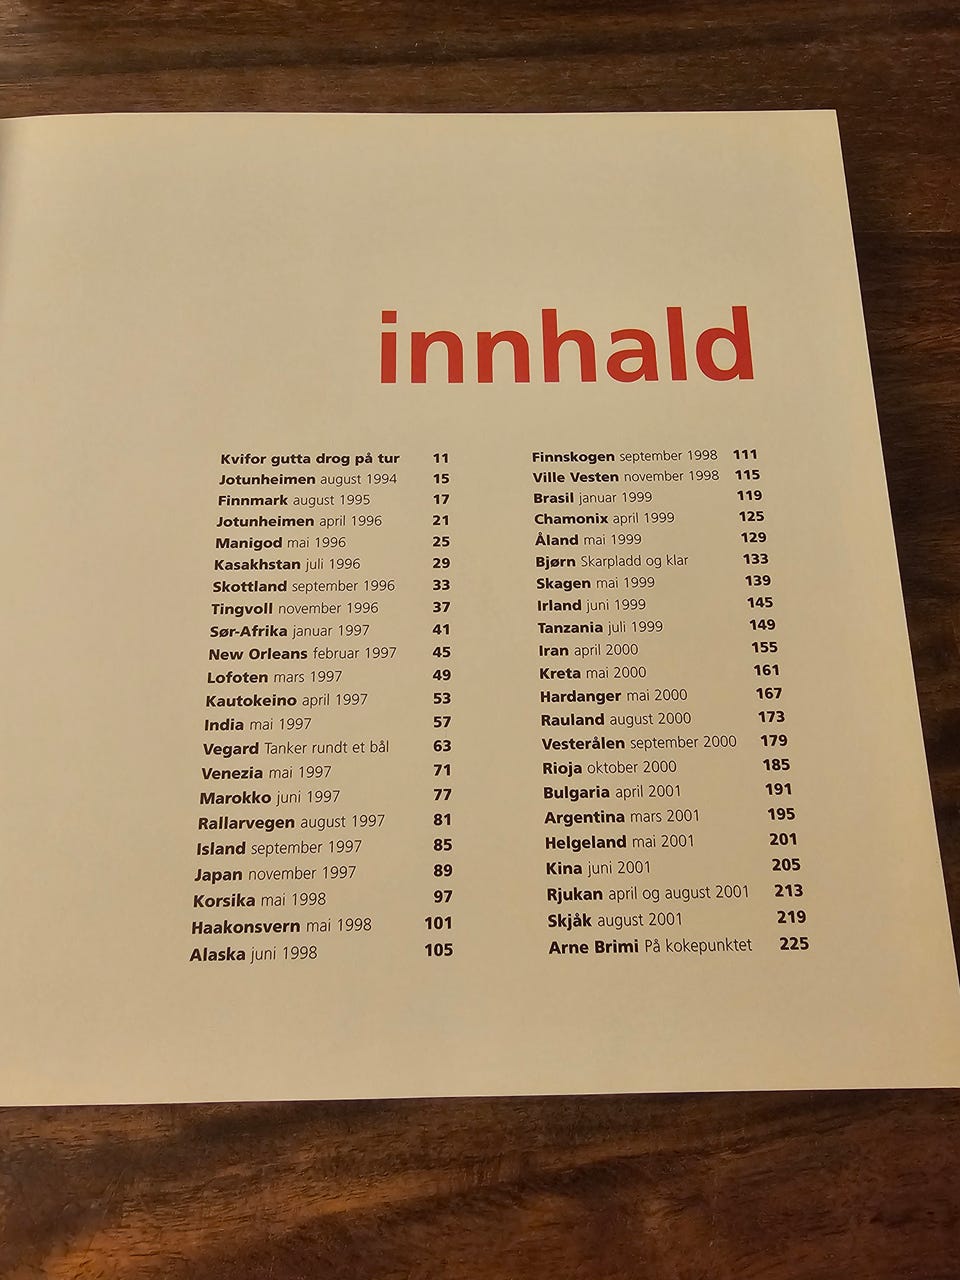 innhald
Kvifor gutta drog på tur 11
Jotunheimen august 1994 15
Finnmark august 1995 17
Jotunheimen april 1996 21
Manigod mai 1996 25
Kasakhstan juli 1996 29
Skottland september 1996 33
Tingvoll november 1996 37
Sør-Afrika januar 1997 41
New Orleans februar 1997 45
Lofoten mars 1997 49
Kautokeino april 1997 53
India mai 1997 57
Vegard Tanker rundt et bål 63
Venezia mai 1997 71
Marokko juni 1997 77
Rallarvegen august 1997 81
Island september 1997 85
Japan november 1997 89
Korsika mai 1998 97
Haakonsvern mai 1998 101
Alaska juni 1998 105
Finnskogen september 1998 111
Ville Vesten november 1998 115
Brasil januar 1999 119
Chamonix april 1999 125
Åland mai 1999 129
Bjørn Skarpladd og klar 133
Skagen mai 1999 139
Irland juni 1999 145
Tanzania juli 1999 149
Iran april 2000 155
Kreta mai 2000 161
Hardanger mai 2000 167
Rauland august 2000 173
Vesterålen september 2000 179
Rioja oktober 2000 185
Bulgaria april 2001 191
Argentina mars 2001 195
Helgeland mai 2001 201
Kina juni 2001 205
Rjukan april og august 2001 213
Skjåk august 2001 219
Arne Brimi På kokepunktet 225